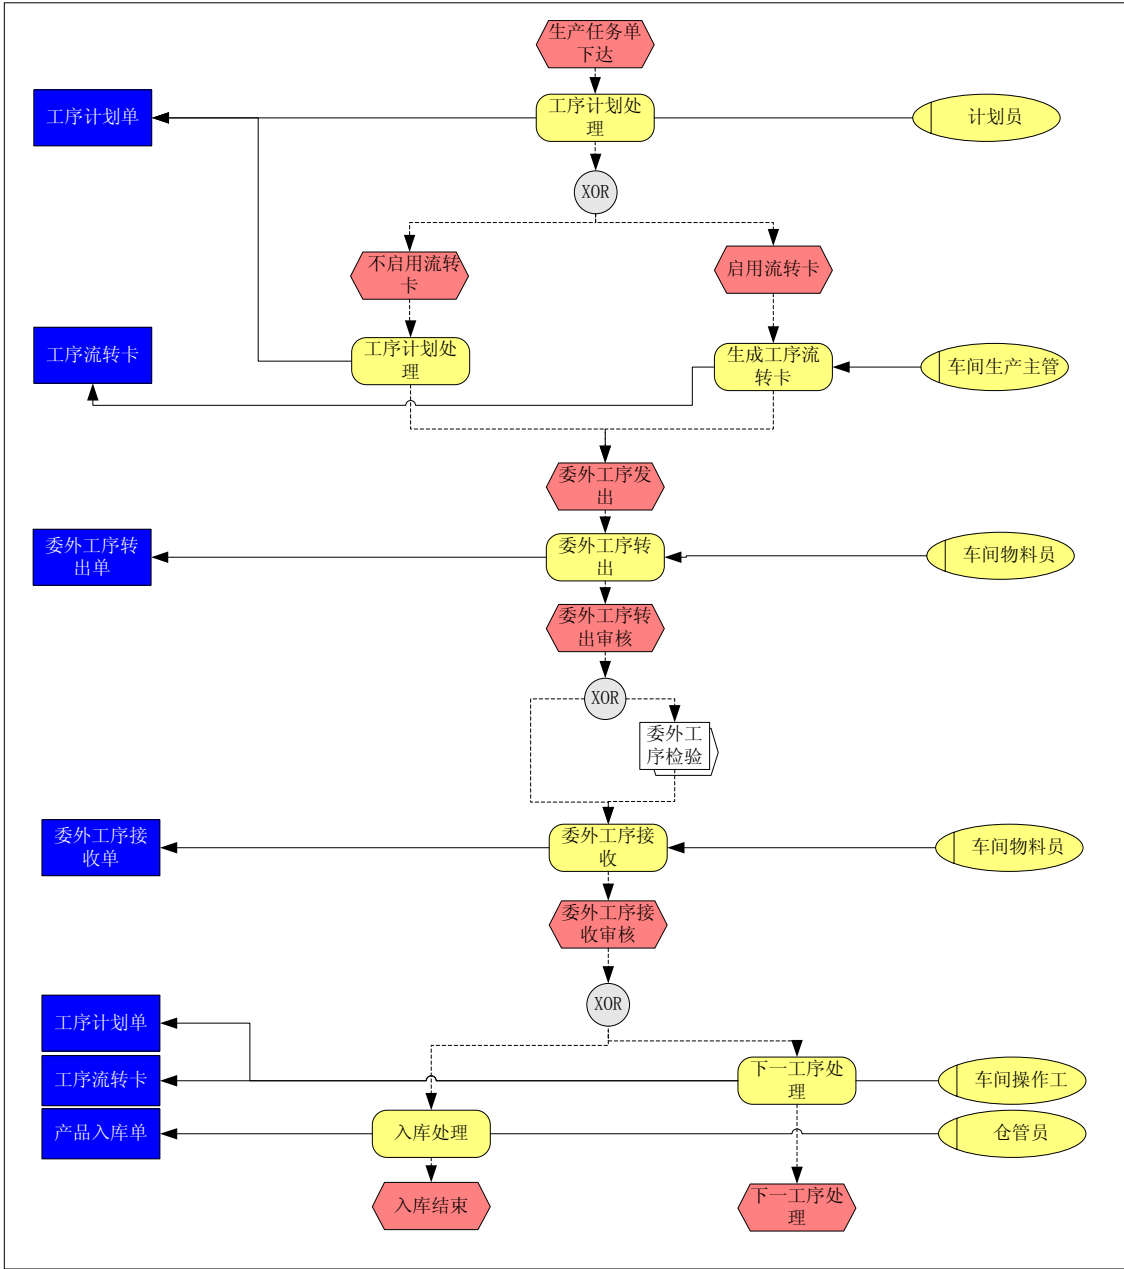 生产任务单
下达
工序计划单
工序计划处
理
计划员
XOR
不启用流转
卡
启用流转卡
工序流转卡
工序计划处
理
生成工序流
转卡
车间生产主管
委外工序发
出
委外工序转
出单
委外工序转
出
车间物料员
委外工序转
出审核
XOR
委外工
序检验
委外工序接
收单
委外工序接
收
车间物料员
委外工序接
收审核
XOR
工序计划单
工序流转卡
下一工序处
理
车间操作工
产品入库单
入库处理
仓管员
入库结束
下一工序处
理